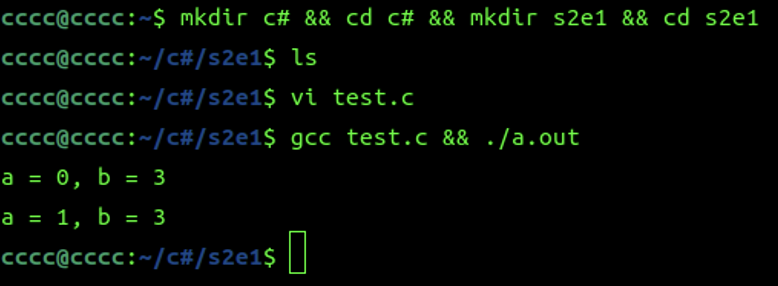 cccc@cccc:~$ mkdir c# && cd c# && mkdir s2e1 && cd s2e1
cccc@cccc:~/c#/s2e1$ ls
cccc@cccc:~/c#/s2e1$ vi test.c
cccc@cccc:~/c#/s2e1$ gcc test.c && ./a.out
a = 0, b = 3
a = 1, b = 3
cccc@cccc:~/c#/s2e1$